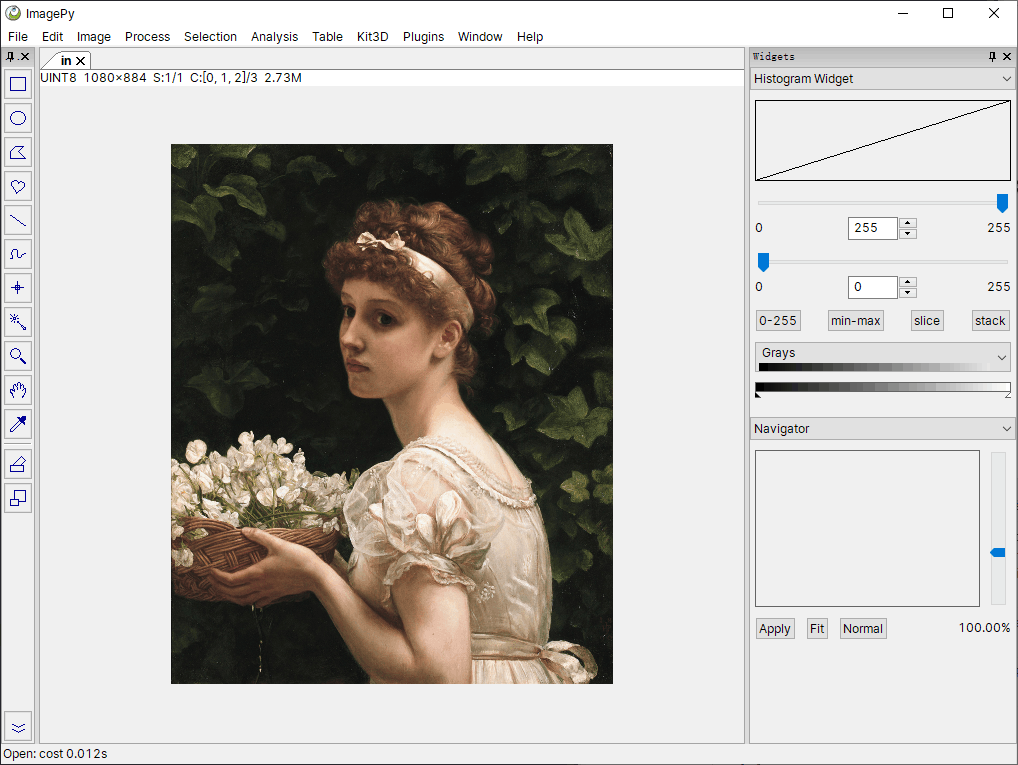 ImagePy
File Edit Image Process Selection Analysis Table Kit3D Plugins Window Help
in
UINT8 1080×884 S:1/1 C:[0, 1, 2]/3 2.73M
Widgets
Histogram Widget
0 255 255
0 0 255
0-255 min-max slice stack
Grays
2
Navigator
Apply Fit Normal 100.00%
Open: cost 0.012s